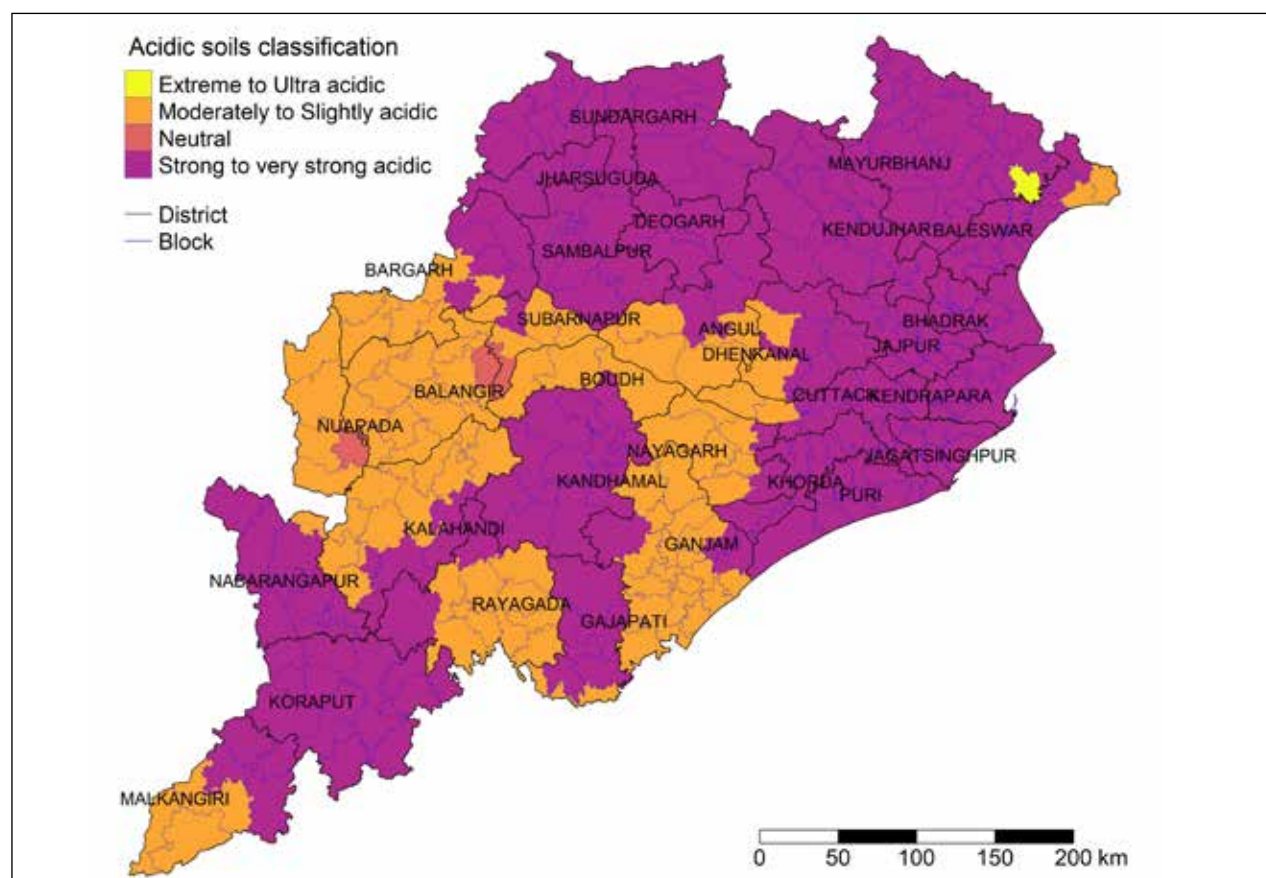 Acidic soils classification
Extreme to Ultra acidic
Moderately to Slightly acidic
Neutral
Strong to very strong acidic
District
Block
SUNDARGARH
MAYURBHANJ
JHARSUGUDA
DEOGARH
KENDUJHAR
BALESWAR
SAMBALPUR
BARGARH
SUBARNAPUR
ANGUL
BHADRAK
DHENKANAL
JAJPUR
BALANGIR
BOUDH
CUTTACK
KENDRAPARA
NUAPADA
NAYAGARH
JAGATSINGHPUR
KANDHAMAL
KHORDA
PURI
KALAHANDI
GANJAM
NABARANGAPUR
RAYAGADA
GAJAPATI
KORAPUT
MALKANGIRI
0 50 100 150 200 km